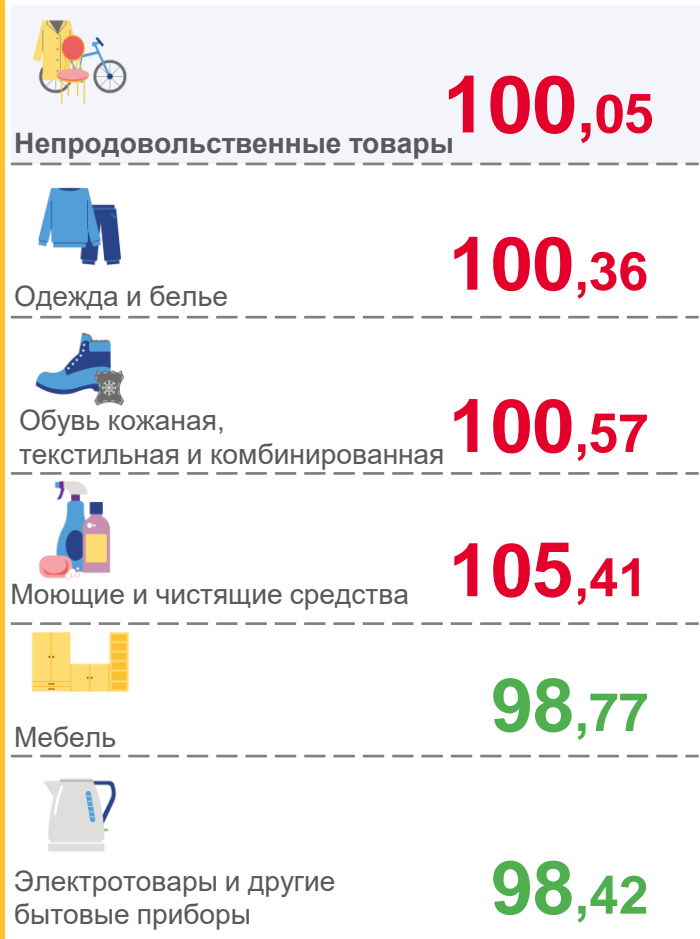 Непродовольственные товары 100,05
Одежда и белье 100,36
Обувь кожаная,
текстильная и комбинированная 100,57
Моющие и чистящие средства 105,41
Мебель 98,77
Электротовары и другие
бытовые приборы 98,42